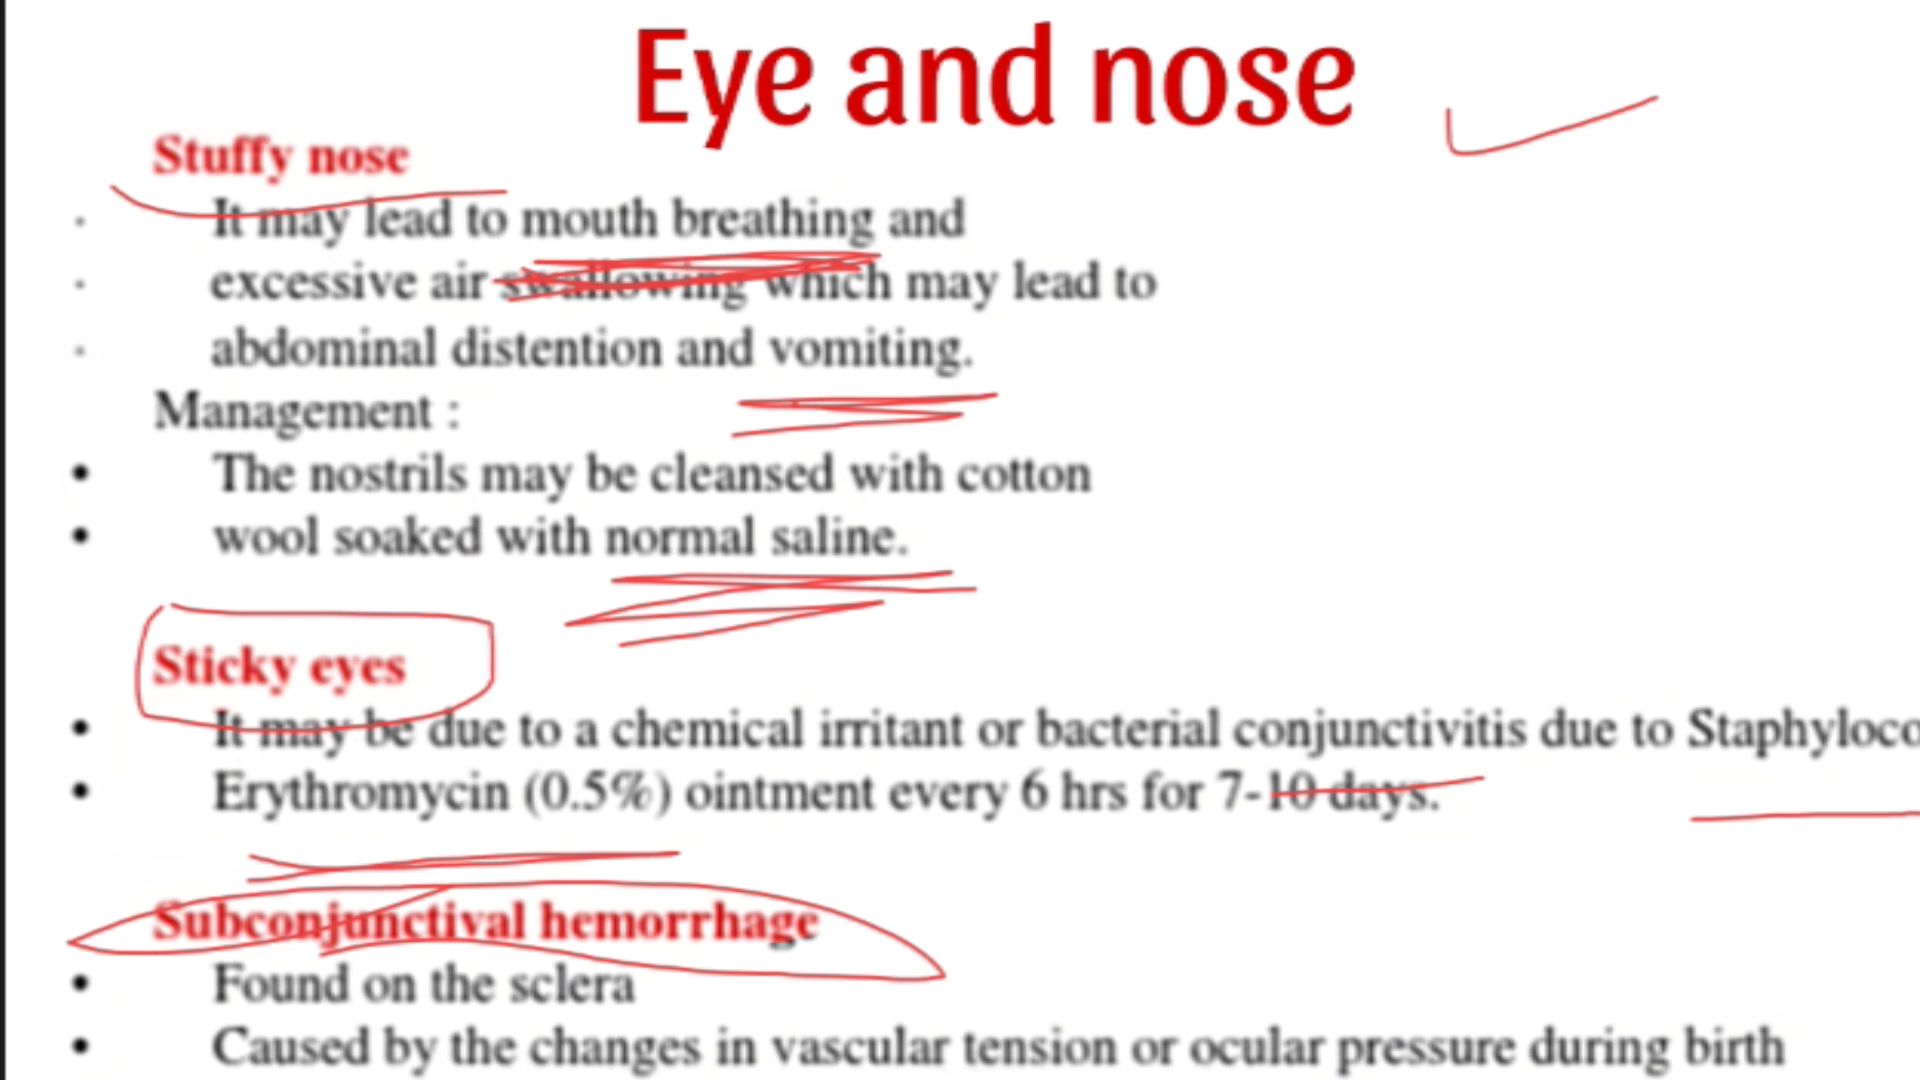 Eye and nose
Stuffy nose
· It may lead to mouth breathing and
· excessive air swallowing which may lead to
· abdominal distention and vomiting.
Management :
• The nostrils may be cleansed with cotton
• wool soaked with normal saline.
Sticky eyes
• It may be due to a chemical irritant or bacterial conjunctivitis due to Staphyloco
• Erythromycin (0.5%) ointment every 6 hrs for 7-10 days.
Subconjunctival hemorrhage
• Found on the sclera
• Caused by the changes in vascular tension or ocular pressure during birth